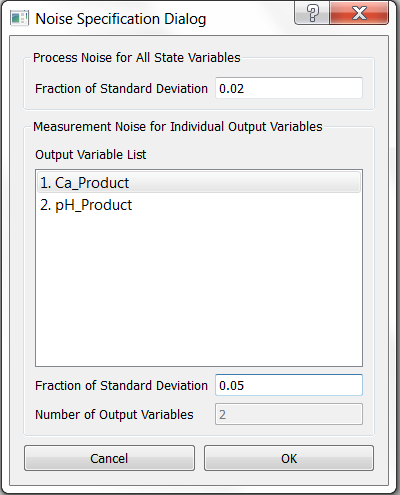 Noise Specification Dialog
Process Noise for All State Variables
Fraction of Standard Deviation 0.02
Measurement Noise for Individual Output Variables
Output Variable List
1. Ca_Product
2. pH_Product
Fraction of Standard Deviation 0.05
Number of Output Variables 2
Cancel OK